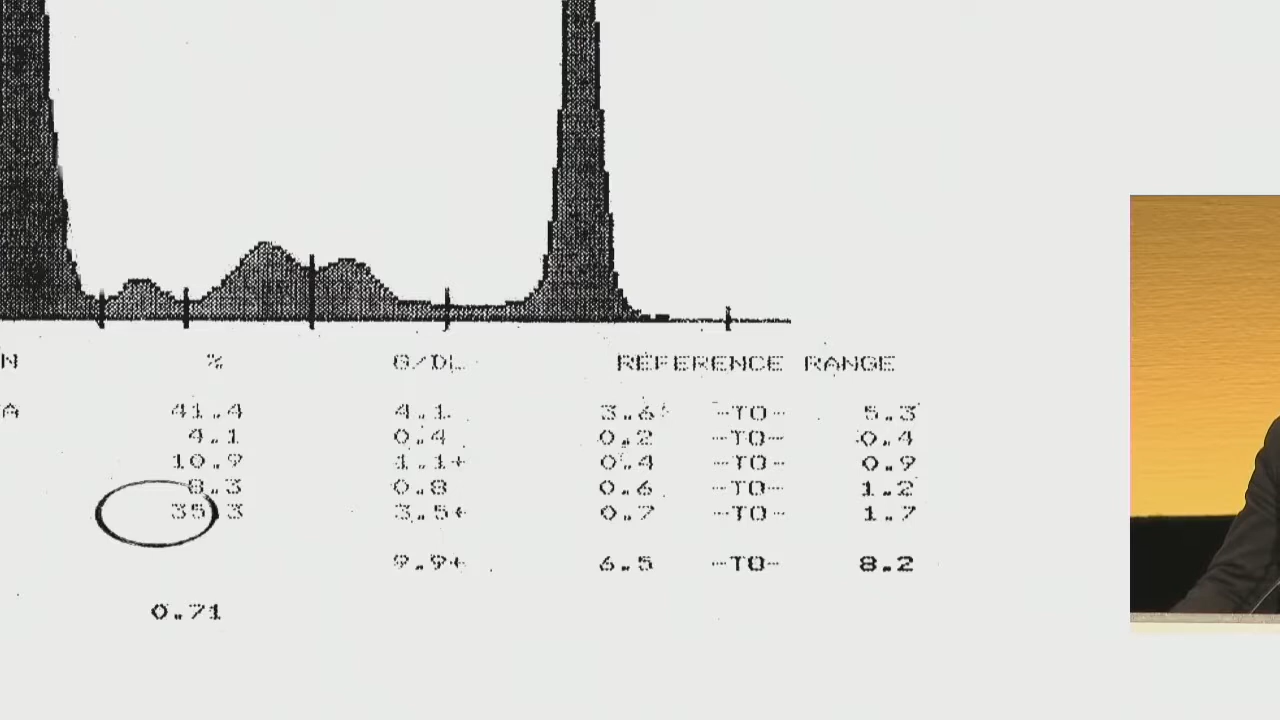 N % G/DL REFERENCE RANGE
A 41.4 4.1 3.6 -TO- 5.3
4.1 0.4 0.2 -TO- 0.4
10.9 1.1+ 0.4 -TO- 0.9
8.3 0.8 0.6 -TO- 1.2
35.3 3.5+ 0.7 -TO- 1.7
9.9+ 6.5 -TO- 8.2
0.71